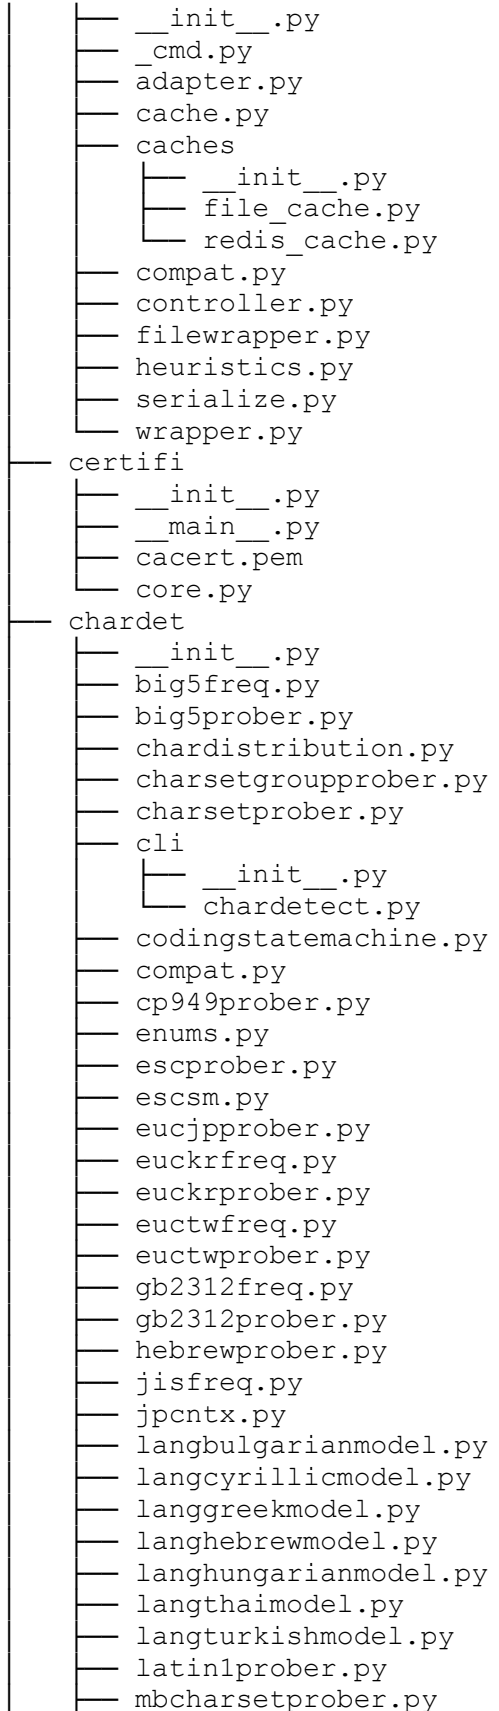 │   │   ├── __init__.py
│   │   ├── _cmd.py
│   │   ├── adapter.py
│   │   ├── cache.py
│   │   ├── caches
│   │   │   ├── __init__.py
│   │   │   ├── file_cache.py
│   │   │   └── redis_cache.py
│   │   ├── compat.py
│   │   ├── controller.py
│   │   ├── filewrapper.py
│   │   ├── heuristics.py
│   │   ├── serialize.py
│   │   └── wrapper.py
│   ├── certifi
│   │   ├── __init__.py
│   │   ├── __main__.py
│   │   ├── cacert.pem
│   │   └── core.py
│   ├── chardet
│   │   ├── __init__.py
│   │   ├── big5freq.py
│   │   ├── big5prober.py
│   │   ├── chardistribution.py
│   │   ├── charsetgroupprober.py
│   │   ├── charsetprober.py
│   │   ├── cli
│   │   │   ├── __init__.py
│   │   │   └── chardetect.py
│   │   ├── codingstatemachine.py
│   │   ├── compat.py
│   │   ├── cp949prober.py
│   │   ├── enums.py
│   │   ├── escprober.py
│   │   ├── escsm.py
│   │   ├── eucjpprober.py
│   │   ├── euckrfreq.py
│   │   ├── euckrprober.py
│   │   ├── euctwfreq.py
│   │   ├── euctwprober.py
│   │   ├── gb2312freq.py
│   │   ├── gb2312prober.py
│   │   ├── hebrewprober.py
│   │   ├── jisfreq.py
│   │   ├── jpcntx.py
│   │   ├── langbulgarianmodel.py
│   │   ├── langcyrillicmodel.py
│   │   ├── langgreekmodel.py
│   │   ├── langhebrewmodel.py
│   │   ├── langhungarianmodel.py
│   │   ├── langthaimodel.py
│   │   ├── langturkishmodel.py
│   │   ├── latin1prober.py
│   │   ├── mbcharsetprober.py